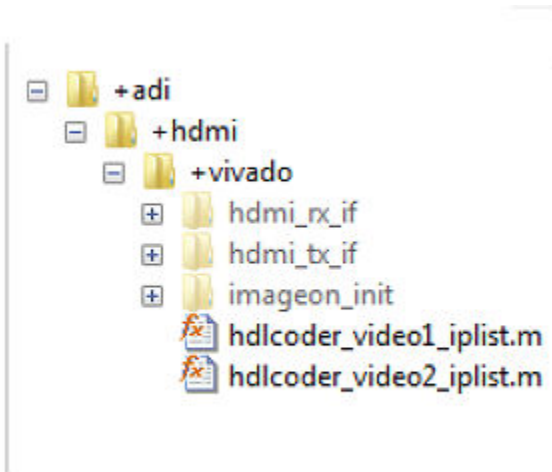 +adi
+hdmi
+vivado
hdmi_rx_if
hdmi_tx_if
imageon_init
hdlcoder_video1_iplist.m
hdlcoder_video2_iplist.m